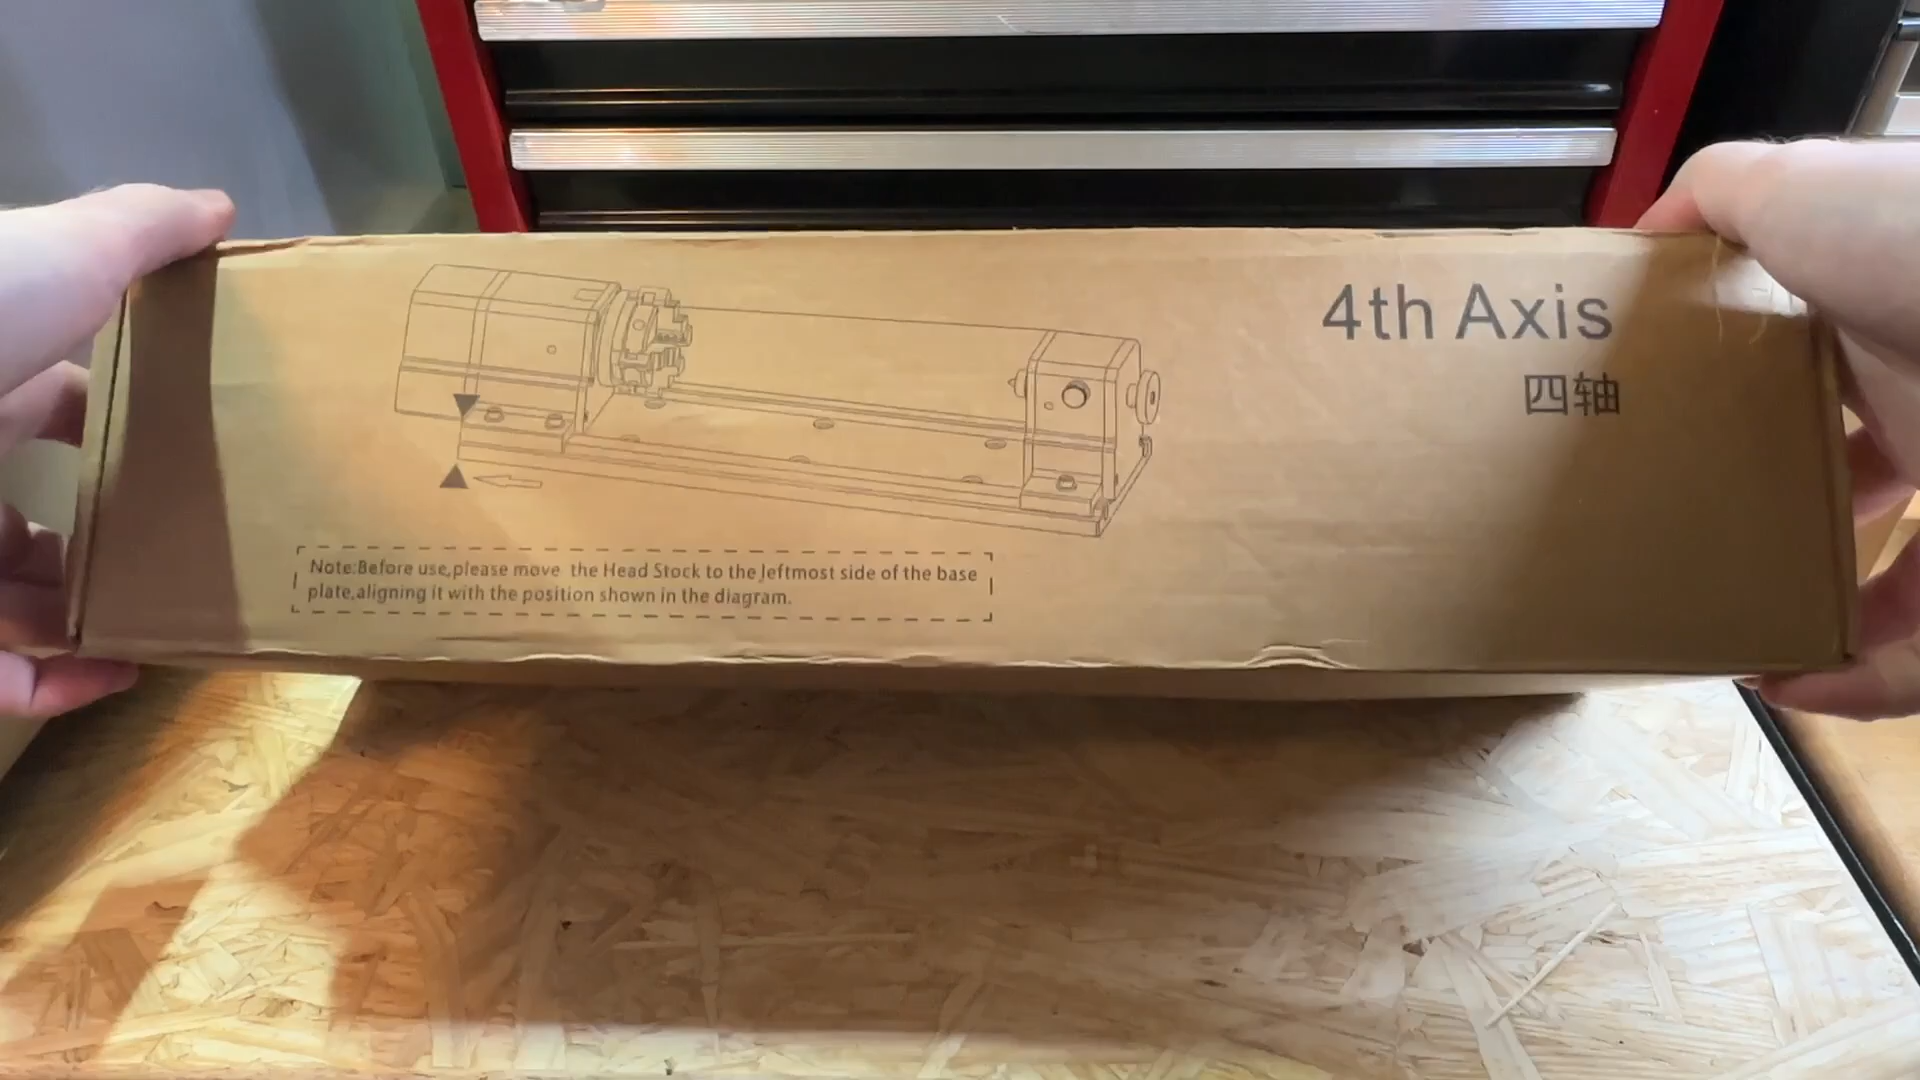 4th Axis
四轴
Note:Before use,please move the Head Stock to the leftmost side of the base
plate,aligning it with the position shown in the diagram.